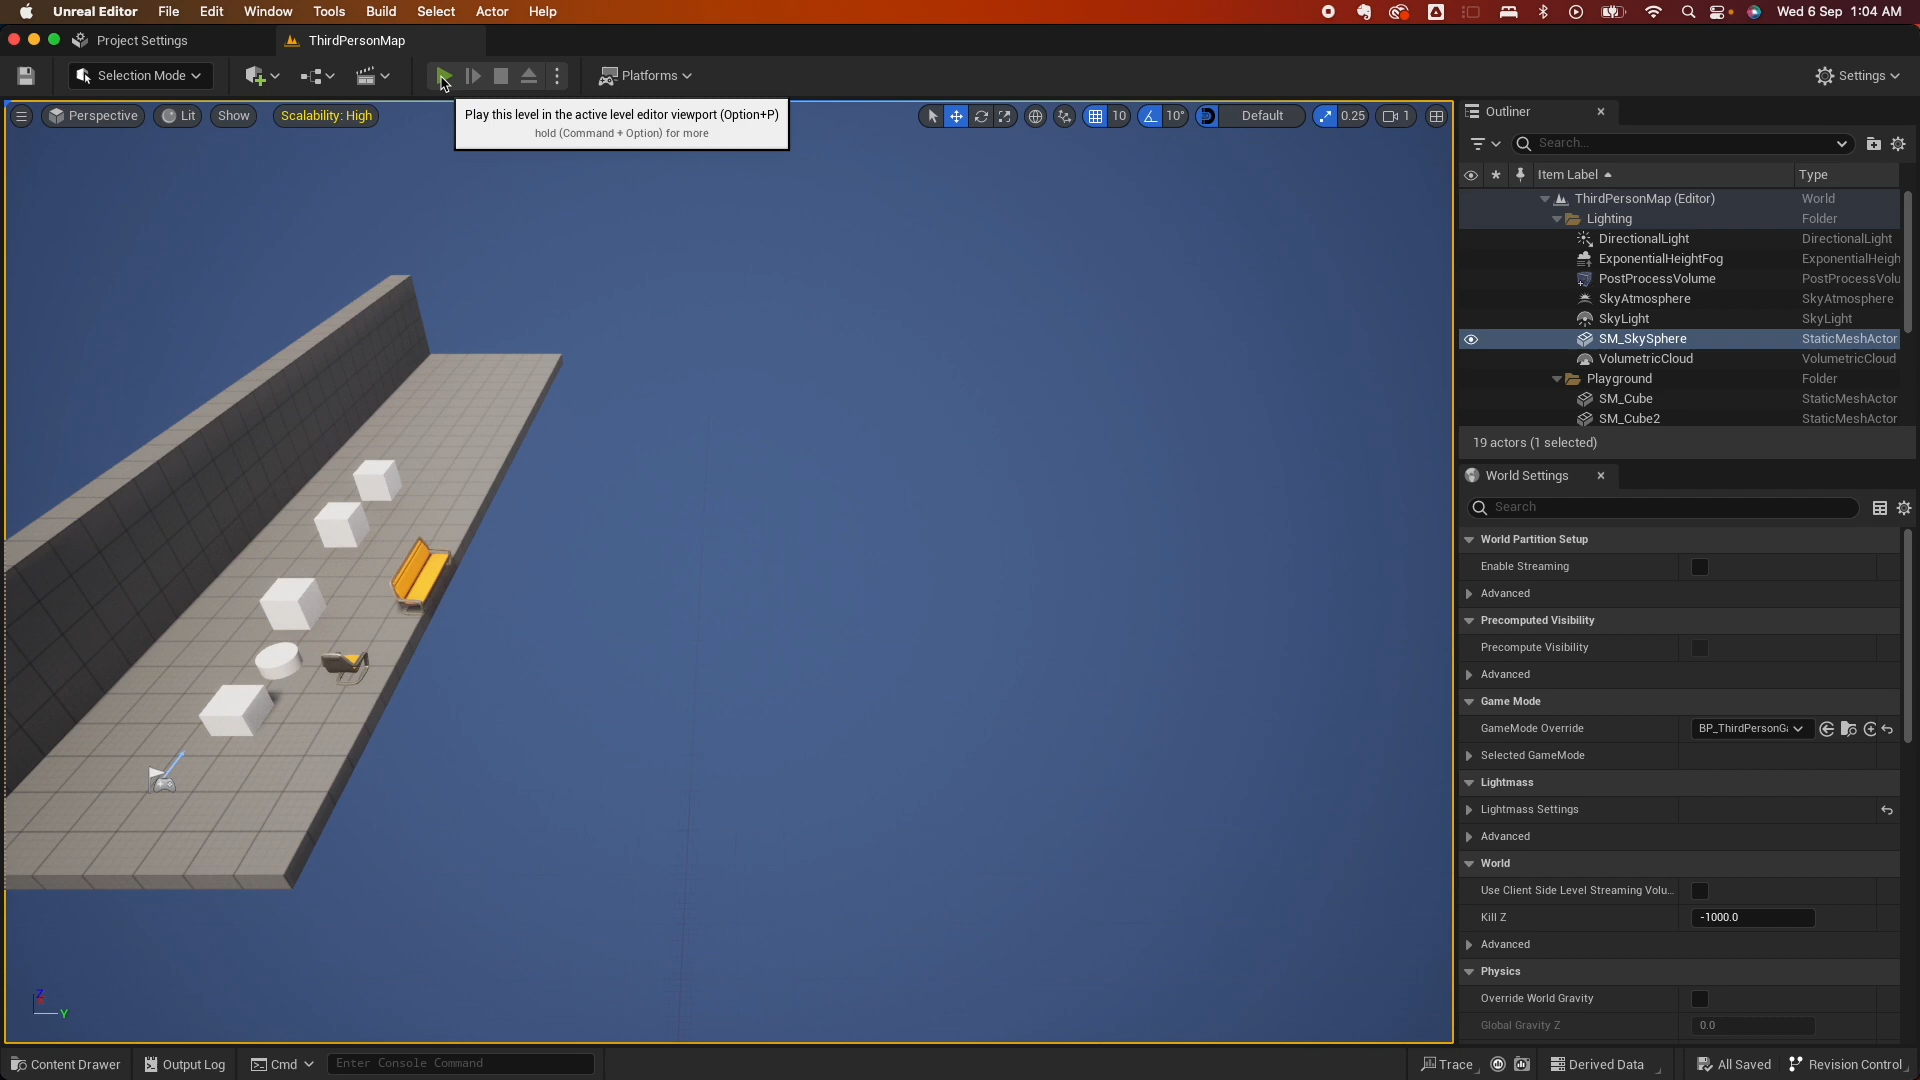 Unreal Editor File Edit Window Tools Build Select Actor Help Wed 6 Sep 1:04 AM
Project Settings ThirdPersonMap
Selection Mode Platforms Settings
Perspective Lit Show Scalability: High 10 10° Default 0.25 1
Play this level in the active level editor viewport (Option+P)
hold (Command + Option) for more
Outliner
Search...
Item Label Type
ThirdPersonMap (Editor) World
Lighting Folder
DirectionalLight DirectionalLight
ExponentialHeightFog ExponentialHeigh
PostProcessVolume PostProcessVolu
SkyAtmosphere SkyAtmosphere
SkyLight SkyLight
SM_SkySphere StaticMeshActor
VolumetricCloud VolumetricCloud
Playground Folder
SM_Cube StaticMeshActor
SM_Cube2 StaticMeshActor
19 actors (1 selected)
World Settings
Search
World Partition Setup
Enable Streaming
Advanced
Precomputed Visibility
Precompute Visibility
Advanced
Game Mode
GameMode Override BP_ThirdPersonGa
Selected GameMode
Lightmass
Lightmass Settings
Advanced
World
Use Client Side Level Streaming Volu...
Kill Z -1000.0
Advanced
Physics
Override World Gravity
Global Gravity Z 0.0
Z
Y
Content Drawer Output Log Cmd Enter Console Command Trace Derived Data All Saved Revision Control